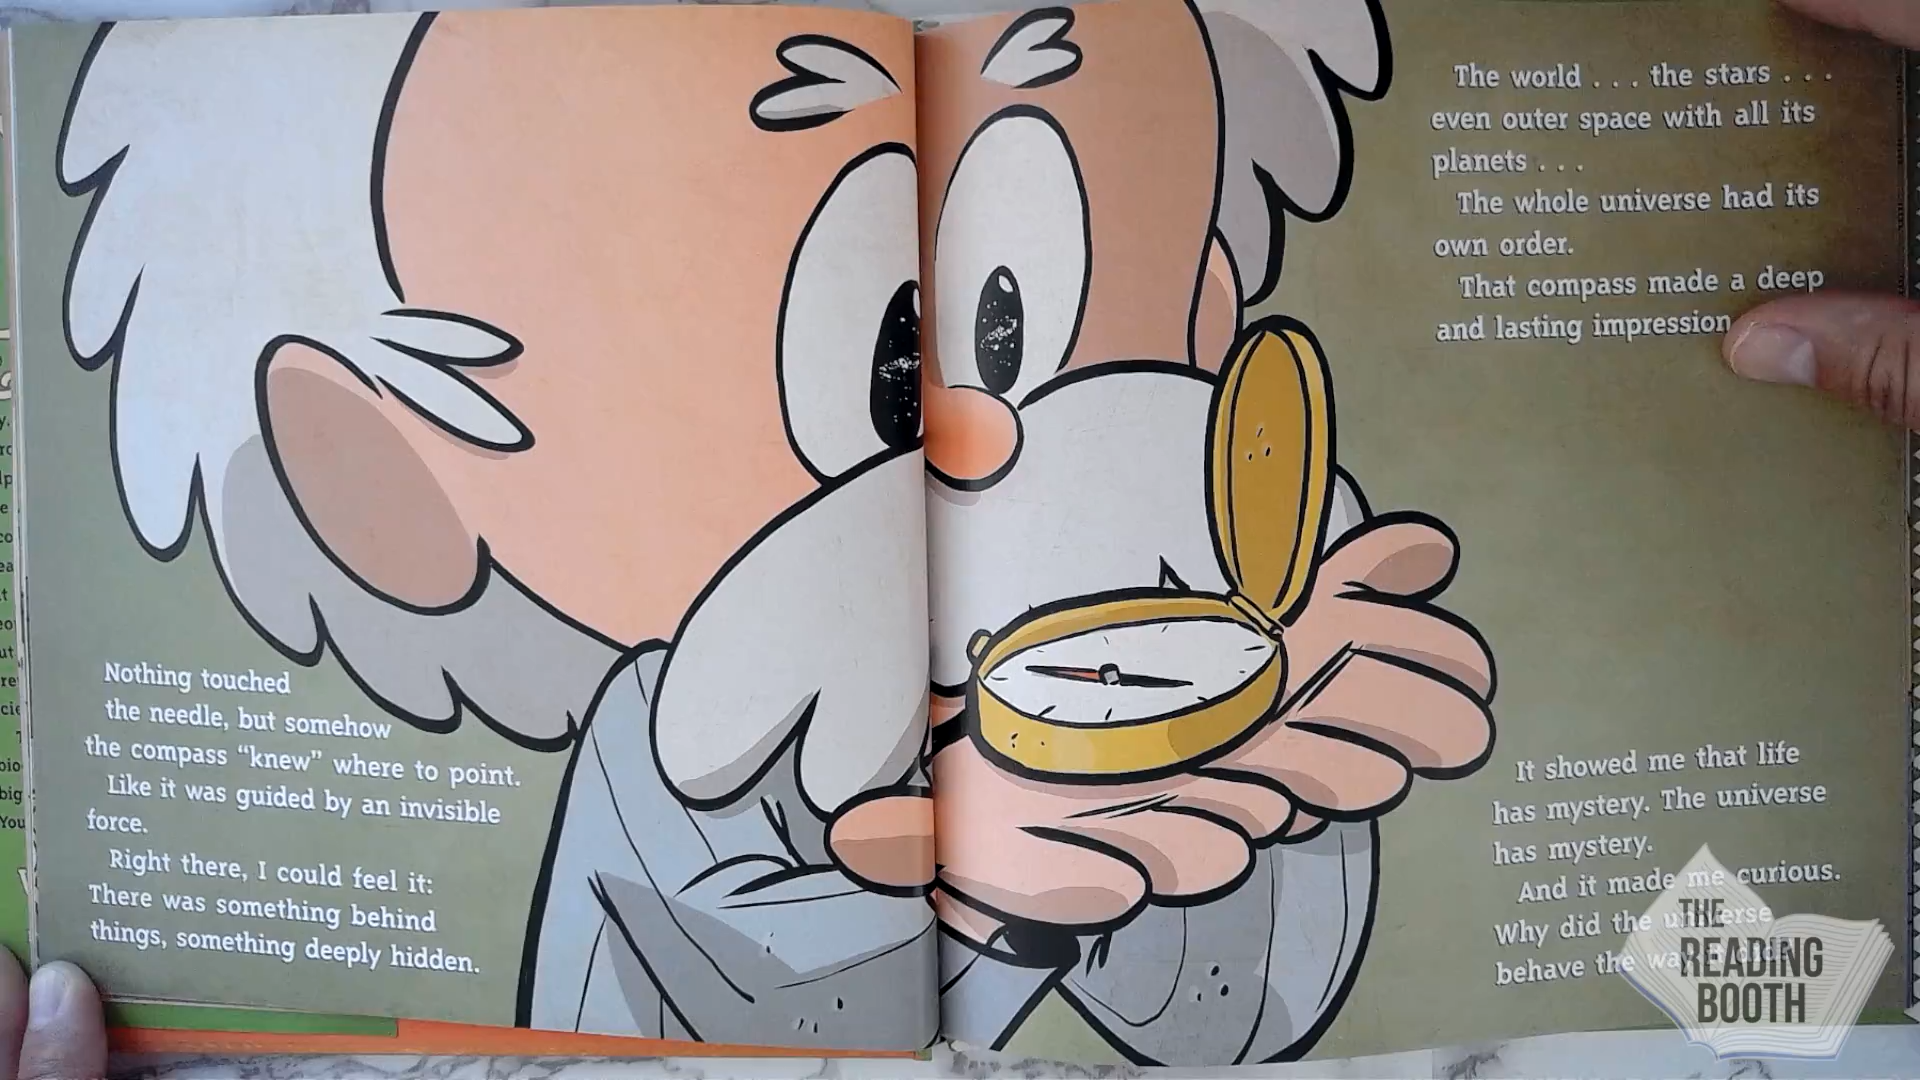 Nothing touched
the needle, but somehow
the compass “knew” where to point.
Like it was guided by an invisible
force.
Right there, I could feel it:
There was something behind
things, something deeply hidden.
The world . . . the stars . . .
even outer space with all its
planets . . .
The whole universe had its
own order.
That compass made a deep
and lasting impression
It showed me that life
has mystery. The universe
has mystery.
And it made me curious.
Why did the universe
behave the way
THE
READING
BOOTH